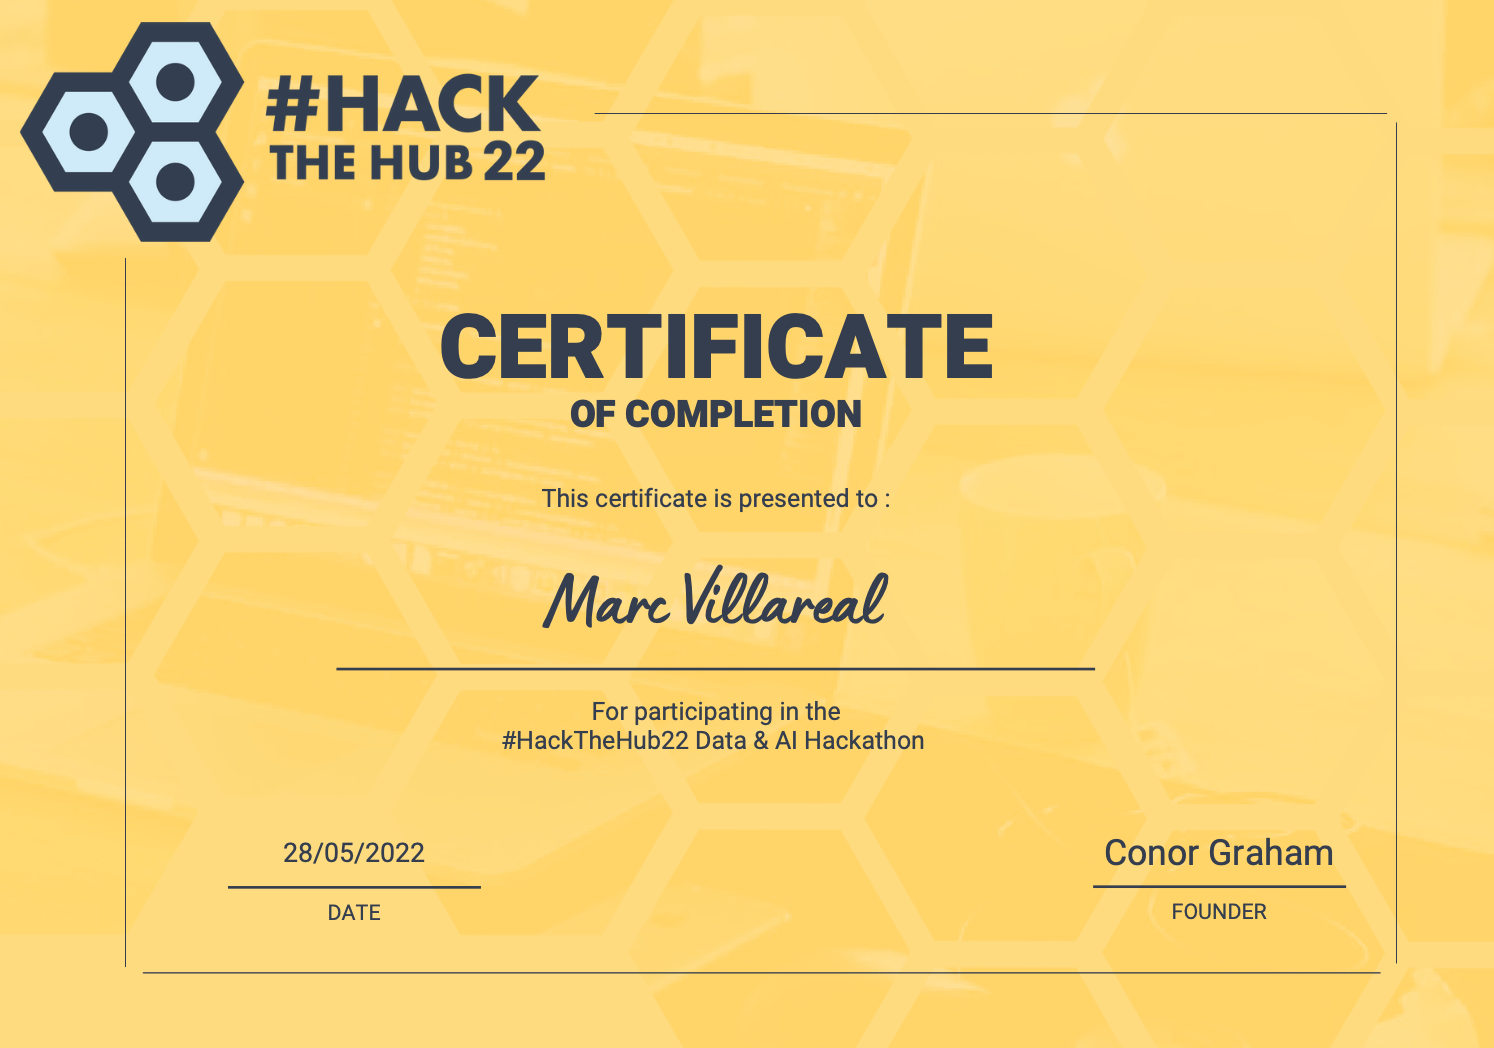 #HACK
THE HUB 22
CERTIFICATE
OF COMPLETION
This certificate is presented to :
Marc Villareal
For participating in the
#HackTheHub22 Data & AI Hackathon
28/05/2022
DATE
Conor Graham
FOUNDER